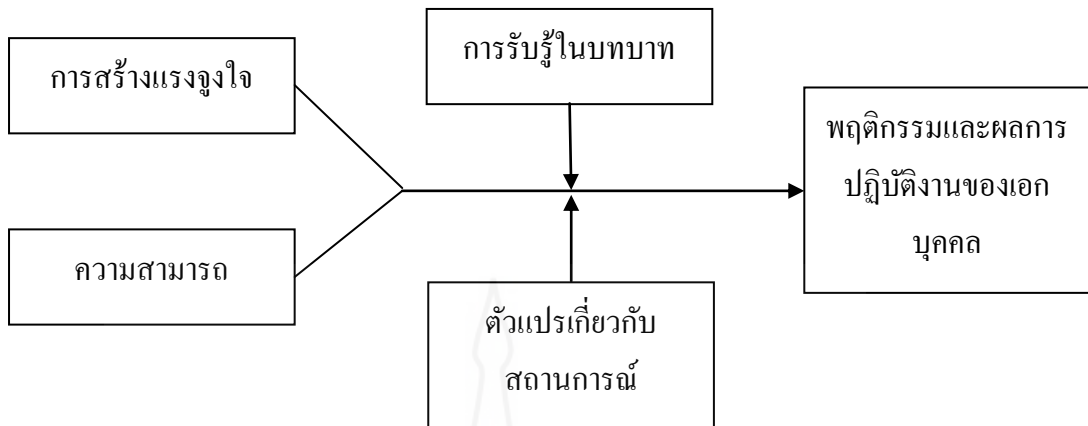 การสร้างแรงจูงใจ
ความสามารถ
การรับรู้ในบทบาท
ตัวแปรเกี่ยวกับ
สถานการณ์
พฤติกรรมและผลการ
ปฏิบัติงานของเอก
บุคคล